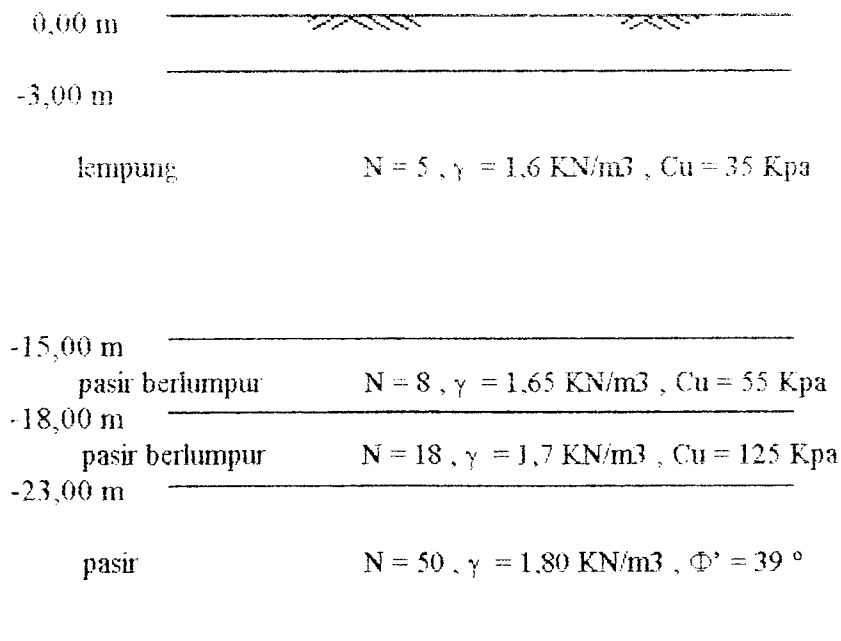 0,00 m
-3,00 m
lempung N = 5 , γ = 1,6 KN/m3 , Cu = 35 Kpa
-15,00 m
pasir berlumpur N = 8 , γ = 1,65 KN/m3 , Cu = 55 Kpa
-18,00 m
pasir berlumpur N = 18 , γ = 1,7 KN/m3 , Cu = 125 Kpa
-23,00 m
pasir N = 50 , γ = 1,80 KN/m3 , Φ’ = 39 °